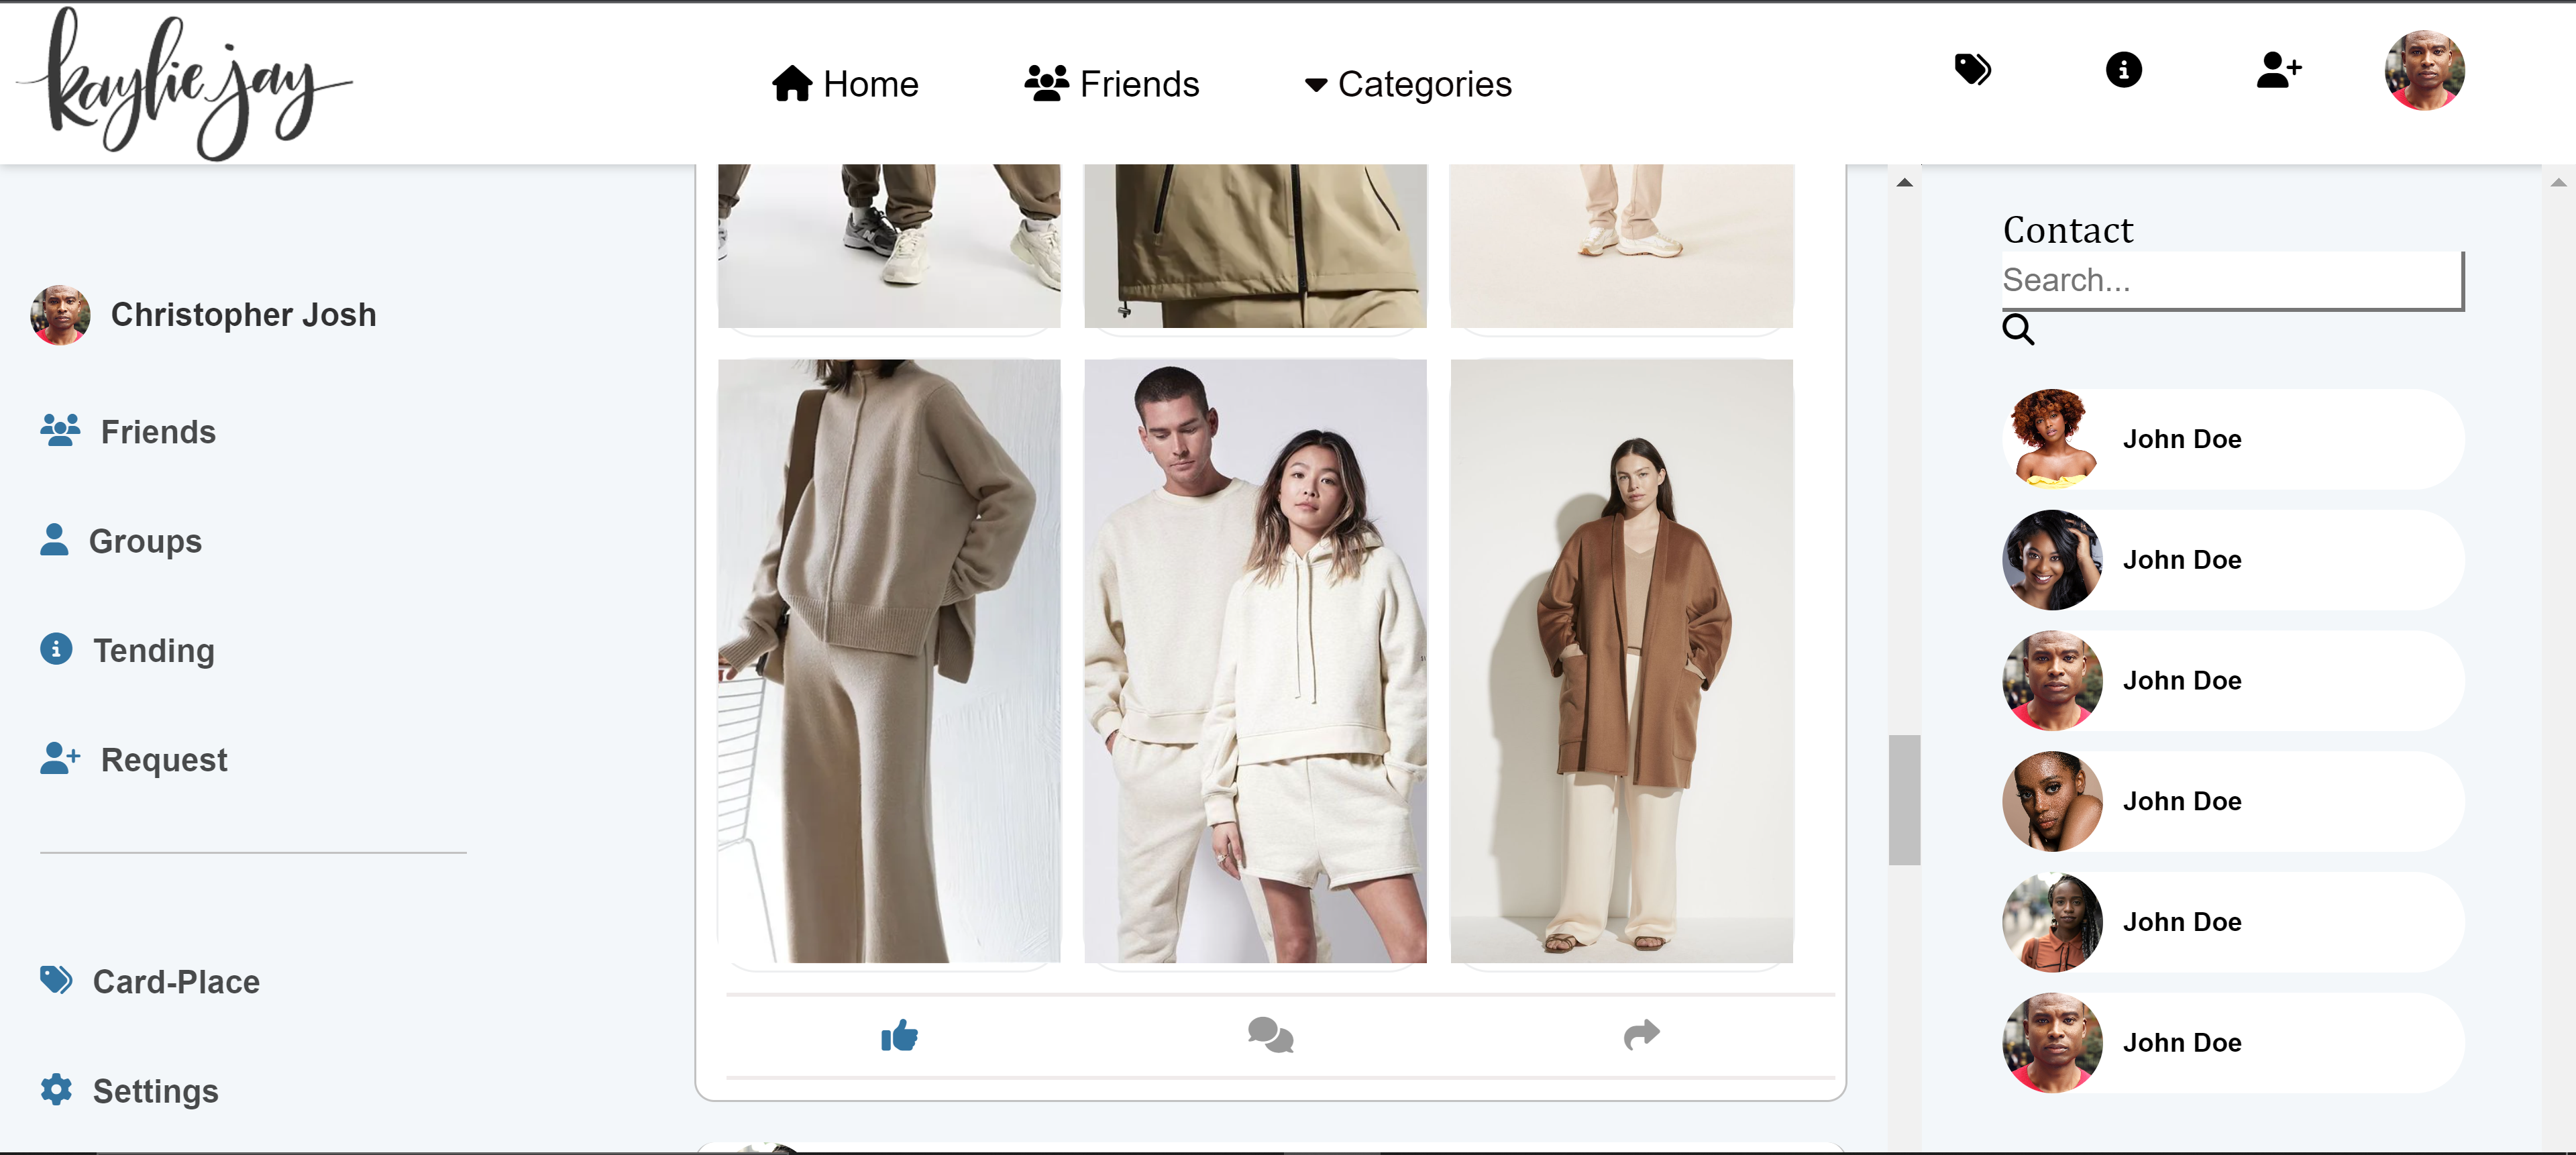 kaylie jay
Home
Friends
Categories
Christopher Josh
Friends
Groups
Tending
Request
Card-Place
Settings
Contact
Search...
John Doe
John Doe
John Doe
John Doe
John Doe
John Doe